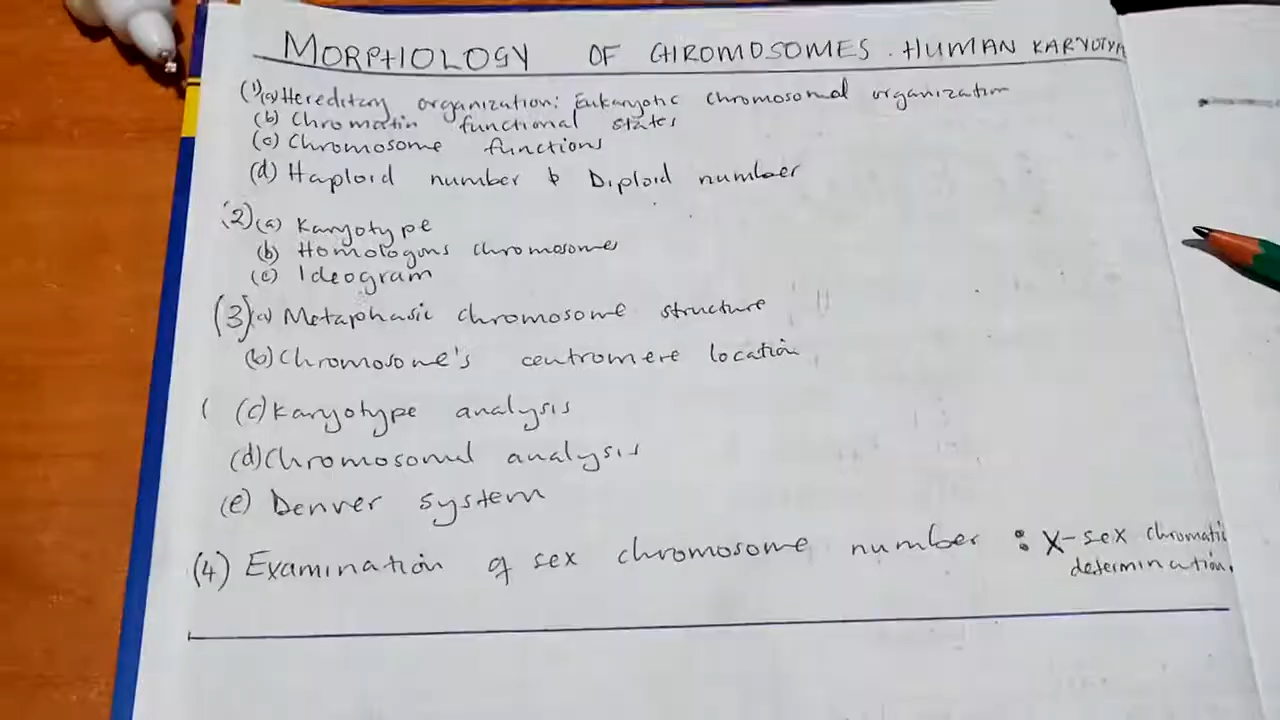 MORPHOLOGY OF CHROMOSOMES. HUMAN KARYOTYP
(1)(a) Hereditary organization: Eukaryotic chromosomal organization
(b) Chromatin functional states
(c) Chromosome functions
(d) Haploid number & Diploid number
(2)(a) Karyotype
(b) Homologous chromosomes
(c) Ideogram
(3)(a) Metaphasic chromosome structure
(b) Chromosome's centromere location
( (c) Karyotype analysis
(d) Chromosomal analysis
(e) Denver system
(4) Examination of sex chromosome number : X-sex chromatin
determination.